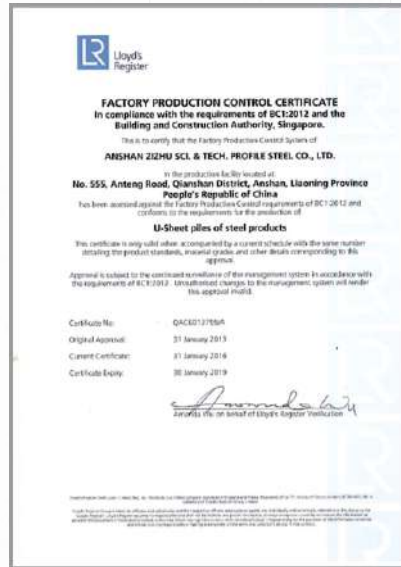 LR
Lloyd's
Register
FACTORY PRODUCTION CONTROL CERTIFICATE
In compliance with the requirements of BC1:2012 and the
Building and Construction Authority, Singapore.
This is to certify that the Factory Production Control System of
ANSHAN ZIZHU SCI. & TECH. PROFILE STEEL CO., LTD.
in the production facility located at:
No. 555, Anteng Road, Qianshan District, Anshan, Liaoning Province
People's Republic of China
has been assessed against the Factory Production Control requirements of BC1:2012 and
conforms to the requirements for the production of
U-Sheet piles of steel products
This certificate is only valid when accompanied by a current schedule with the same number
detailing the product standards, material grades and other details corresponding to this
approval.
Approval is subject to the continued surveillance of the management system in accordance with
the requirements of BC1:2012. Unauthorised changes to the management system will render
this approval invalid.
Certificate No:
Original Approval: 31 January 2013
Current Certificate: 31 January 2016
Certificate Expiry: 30 January 2019
Amanda Wu on behalf of Lloyd's Register Verification